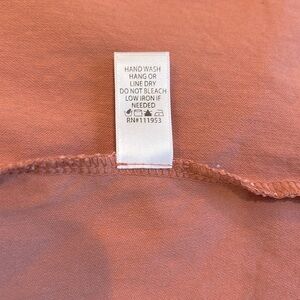 HAND WASH
HANG OR
LINE DRY
DO NOT BLEACH
LOW IRON IF
NEEDED
RN#111953